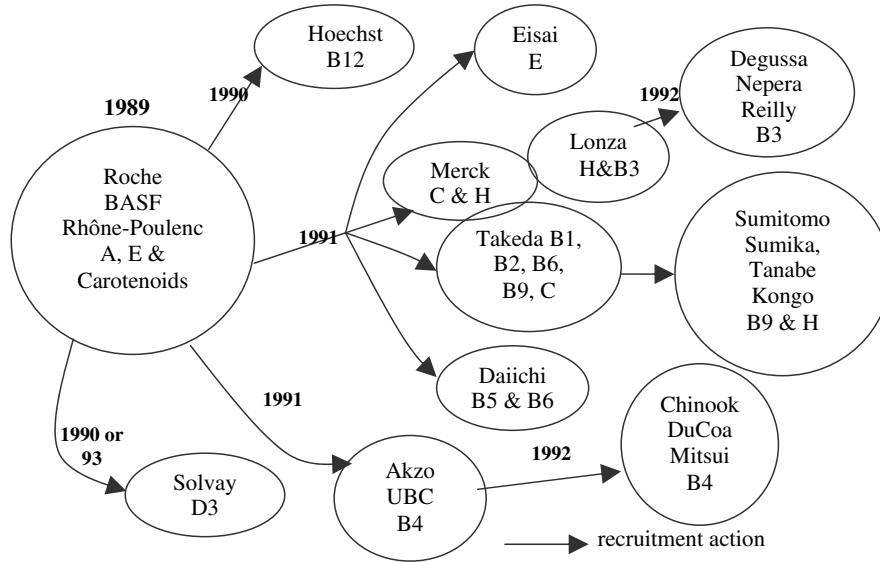 Hoechst
B12
1990
Eisai
E
Degussa
Nepera
Reilly
B3
1992
1989
Roche
BASF
Rhône-Poulenc
A, E &
Carotenoids
Lonza
H&B3
Merck
C & H
1991
Takeda B1,
B2, B6,
B9, C
Sumitomo
Sumika,
Tanabe
Kongo
B9 & H
Daiichi
B5 & B6
1991
Chinook
DuCoa
Mitsui
B4
1990 or
93
Solvay
D3
Akzo
UBC
B4
1992
recruitment action